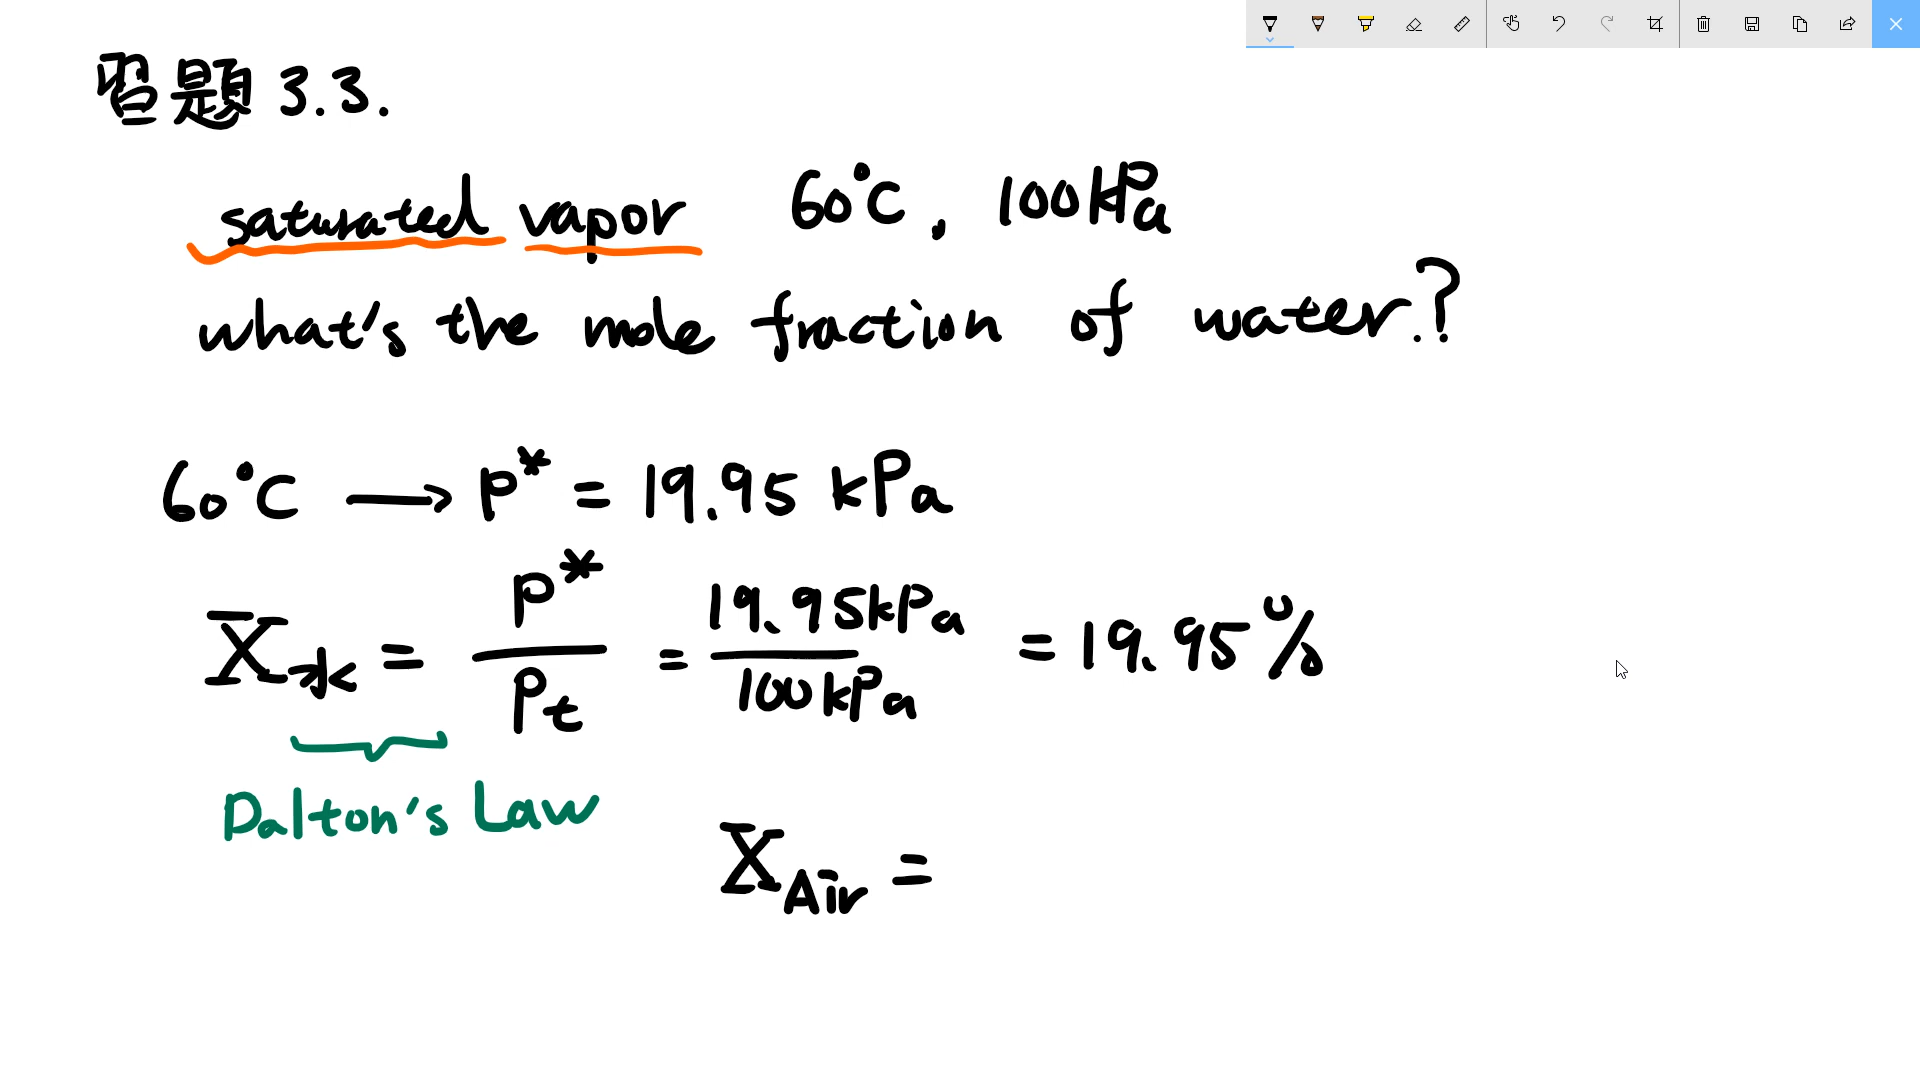 習題 3.3.
saturated vapor 60°C, 100kPa
what's the mole fraction of water?
60°C → P* = 19.95 kPa
X水 = P*/Pt = 19.95kPa/100kPa = 19.95%
Dalton's Law
XAir =